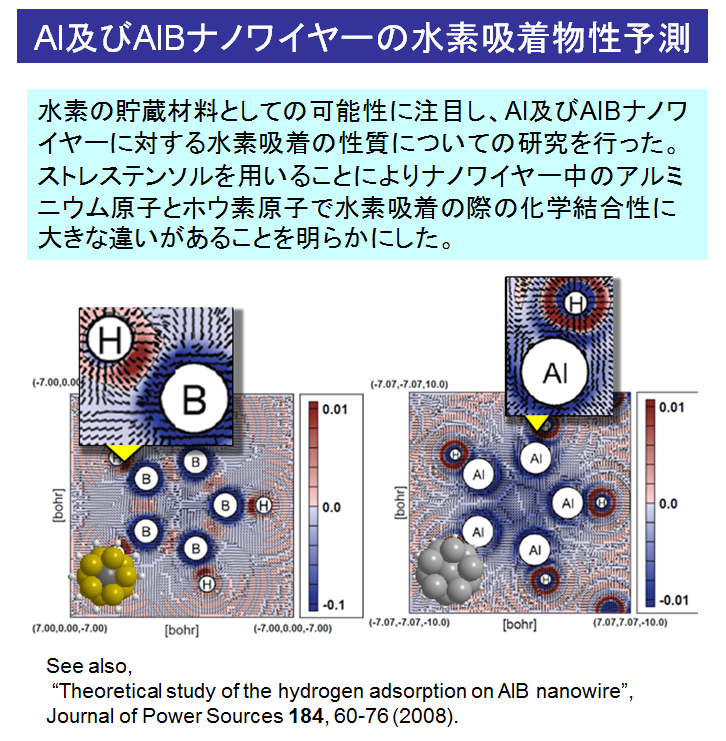 Al及びAlBナノワイヤーの水素吸着物性予測
水素の貯蔵材料としての可能性に注目し、Al及びAlBナノワ
イヤーに対する水素吸着の性質についての研究を行った。
ストレステンソルを用いることによりナノワイヤー中のアルミ
ニウム原子とホウ素原子で水素吸着の際の化学結合性に
大きな違いがあることを明らかにした。
H
B
H
Al
(-7.00,0.00
(-7.07,-7.07,10.0)
0.01
0.0
-0.1
0.01
0.0
-0.01
[bohr]
[bohr]
H
B
B
B
H
B
B
H
H
H
Al
Al
Al
H
Al
Al
H
(7.00,0.00,-7.00)
[bohr]
(-7.00,0.00,-7.00)
(-7.07,-7.07,-10.0)
[bohr]
(7.07,7.07,-10.0)
See also,
“Theoretical study of the hydrogen adsorption on AlB nanowire”,
Journal of Power Sources 184, 60-76 (2008).